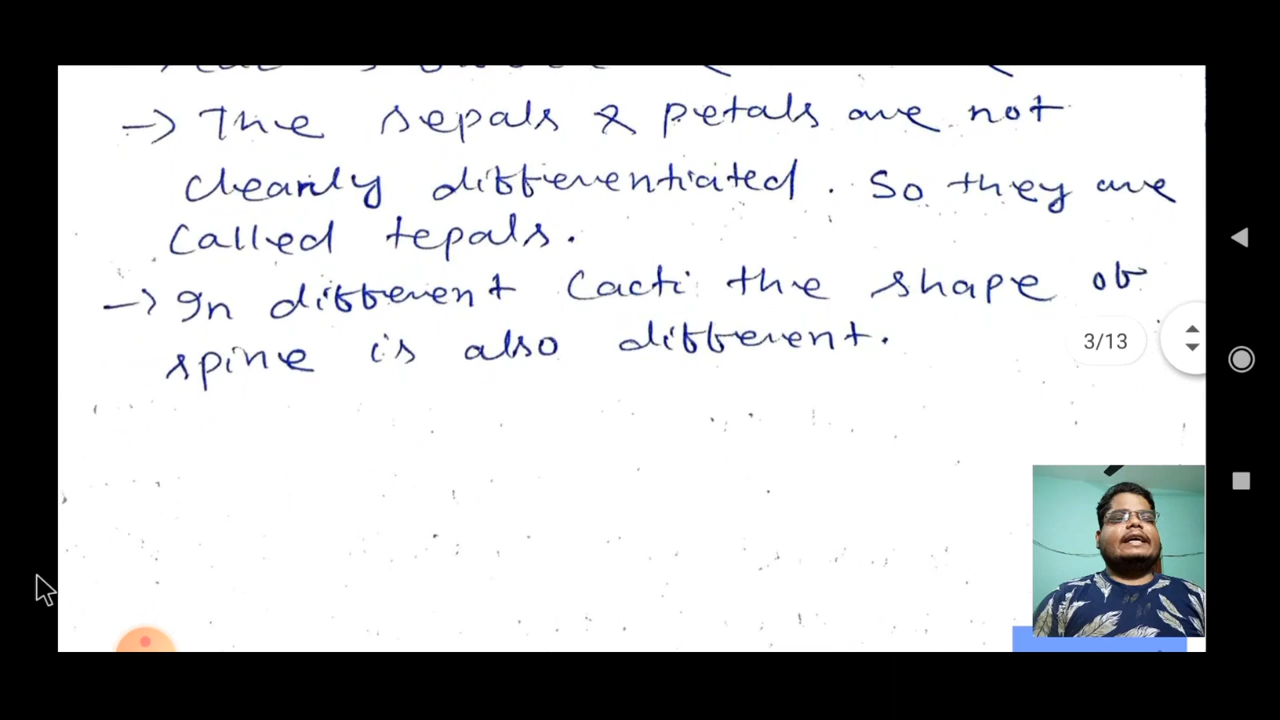 → The sepals & petals are not
clearly differentiated. So they are
called tepals.
→ In different Cacti the shape of
spine is also different.
3/13